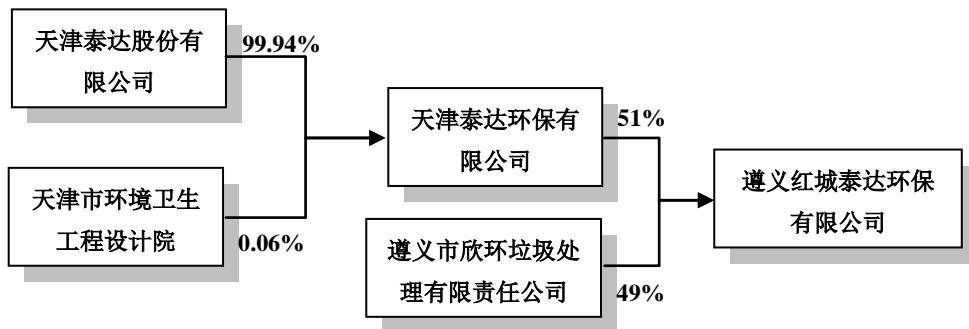 天津泰达股份有
限公司
99.94%
天津市环境卫生
工程设计院
0.06%
天津泰达环保有
限公司
51%
遵义市欣环垃圾处
理有限责任公司
49%
遵义红城泰达环保
有限公司